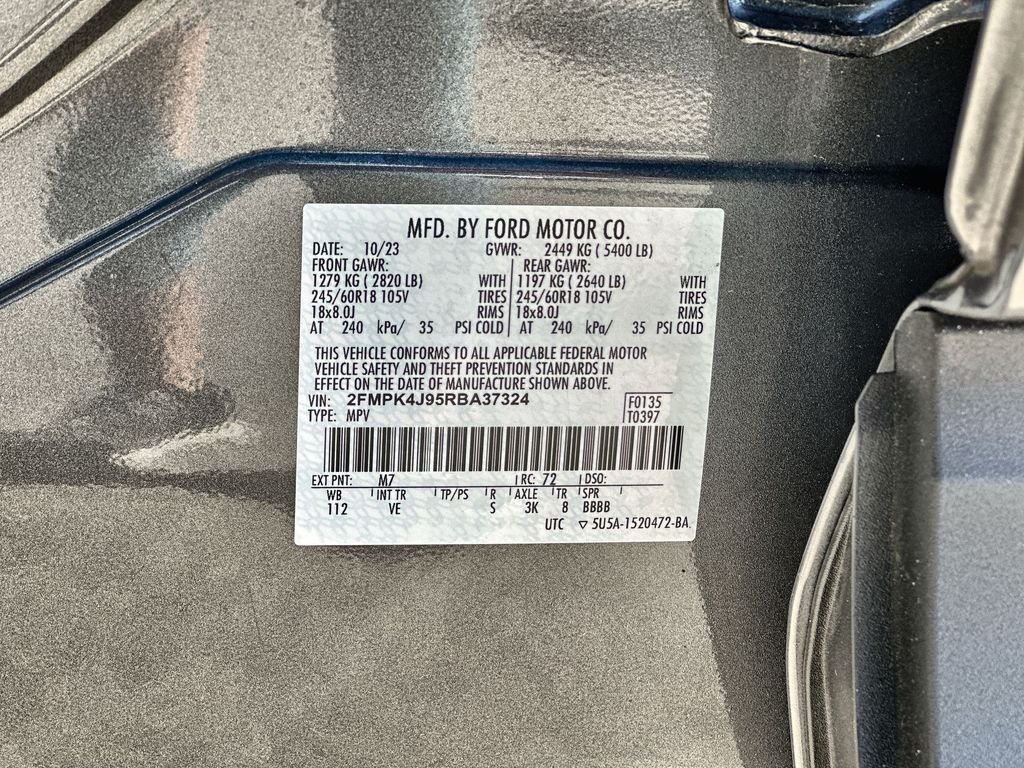 MFD. BY FORD MOTOR CO.
DATE: 10/23 GVWR: 2449 KG ( 5400 LB)
FRONT GAWR: REAR GAWR:
1279 KG ( 2820 LB) WITH 1197 KG ( 2640 LB) WITH
245/60R18 105V TIRES 245/60R18 105V TIRES
18x8.0J RIMS 18x8.0J RIMS
AT 240 kPa/ 35 PSI COLD AT 240 kPa/ 35 PSI COLD
THIS VEHICLE CONFORMS TO ALL APPLICABLE FEDERAL MOTOR
VEHICLE SAFETY AND THEFT PREVENTION STANDARDS IN
EFFECT ON THE DATE OF MANUFACTURE SHOWN ABOVE.
VIN: 2FMPK4J95RBA37324 F0135
TYPE: MPV T0397
EXT PNT: M7 RC: 72 DSO:
WB INT TR TP/PS R AXLE TR SPR
112 VE S 3K 8 BBBB
UTC ▽ 5U5A-1520472-BA